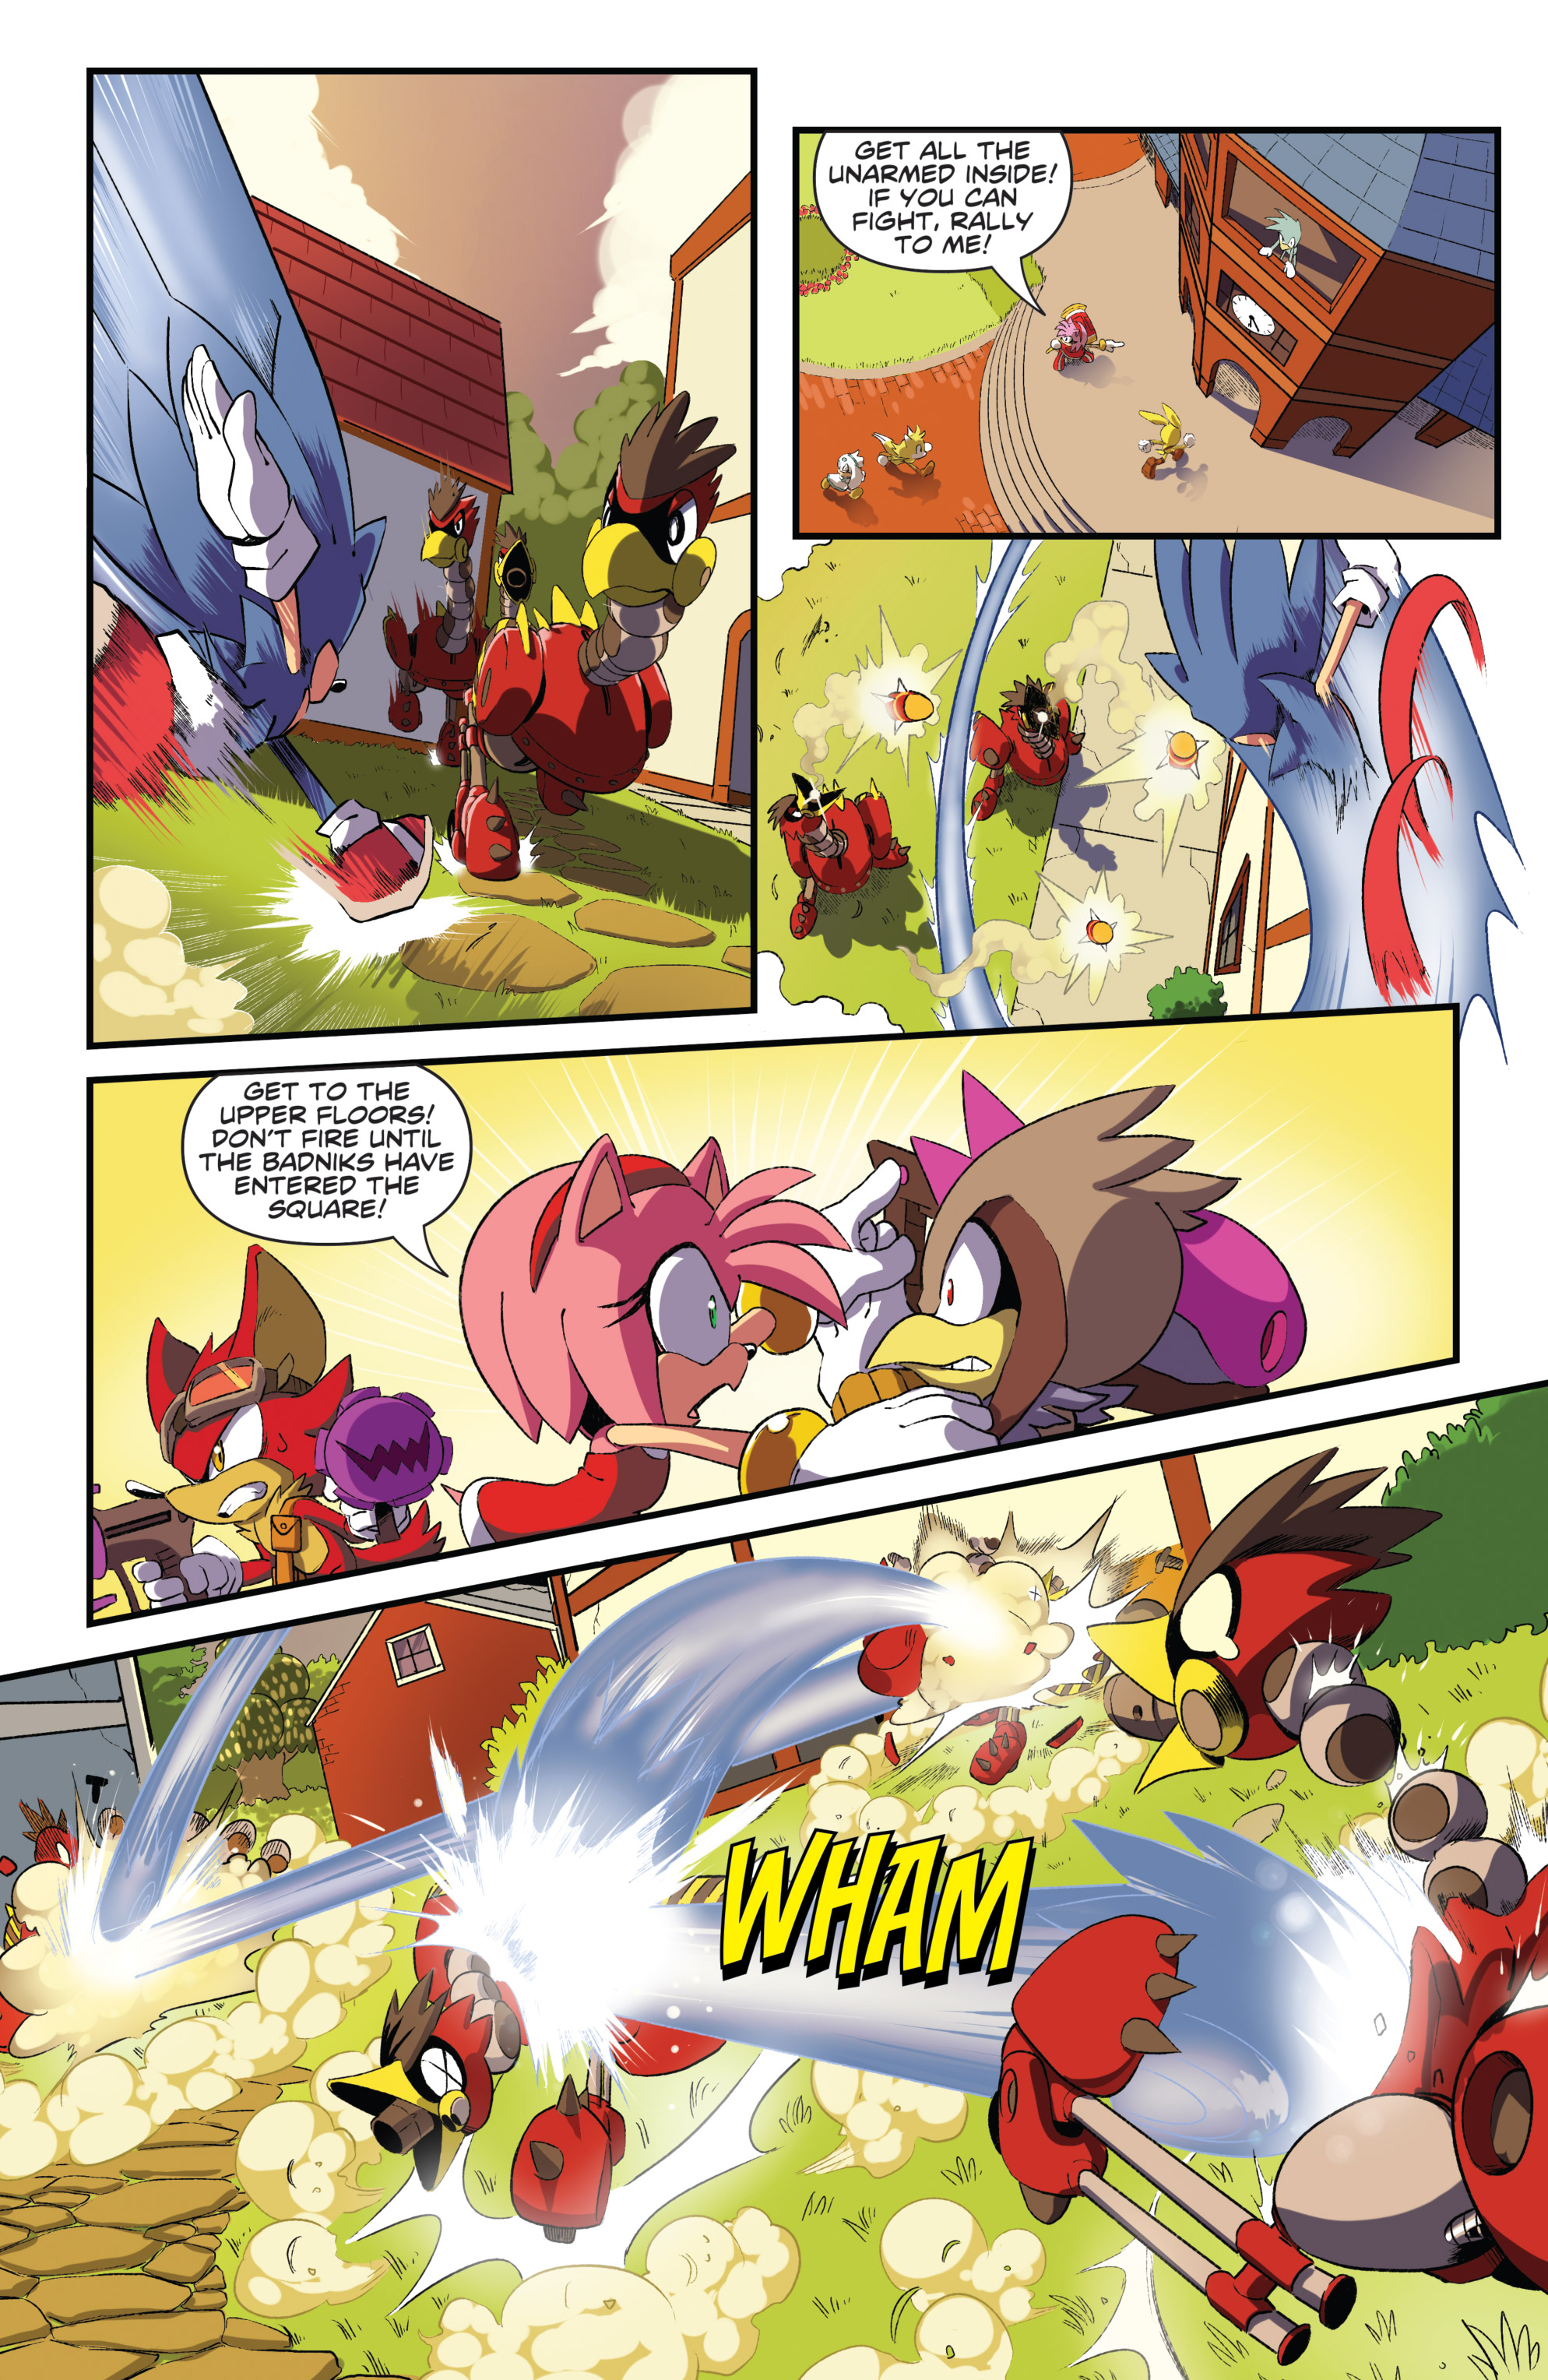 GET ALL THE
UNARMED INSIDE!
IF YOU CAN
FIGHT, RALLY
TO ME!
GET TO THE
UPPER FLOORS!
DON'T FIRE UNTIL
THE BADNIKS HAVE
ENTERED THE
SQUARE!
WHAM